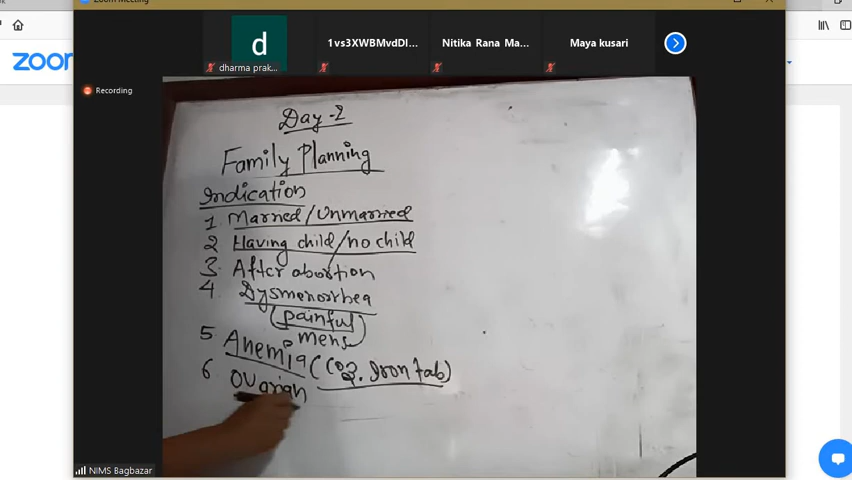 Zoom Meeting
zoom
d
dharma prak...
1vs3XWBMvdDI...
Nitika Rana Ma...
Maya kusari
Recording
Day-2
Family Planning
Indication
1 Married/Unmarried
2 Having child/no child
3 After abortion
4 Dysmenorrhea
(painful)
mens
5 Anemia ( Iron tab)
6 Ovarian
NIMS Bagbazar